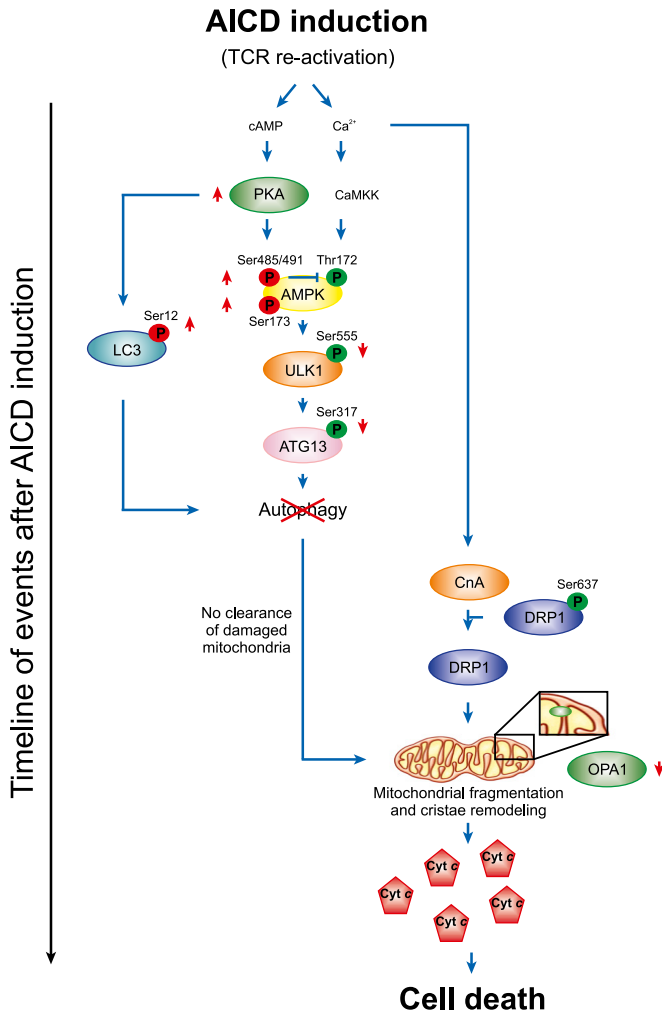 AICD induction
(TCR re-activation)
Timeline of events after AICD induction
cAMP
Ca²⁺
PKA
CaMKK
Ser485/491
Thr172
P
P
AMPK
P
Ser173
Ser12
P
LC3
Ser555
P
ULK1
Ser317
P
ATG13
Autophagy
No clearance
of damaged
mitochondria
CnA
Ser637
P
DRP1
DRP1
OPA1
Mitochondrial fragmentation
and cristae remodeling
Cyt c
Cyt c
Cyt c
Cyt c
Cyt c
Cell death